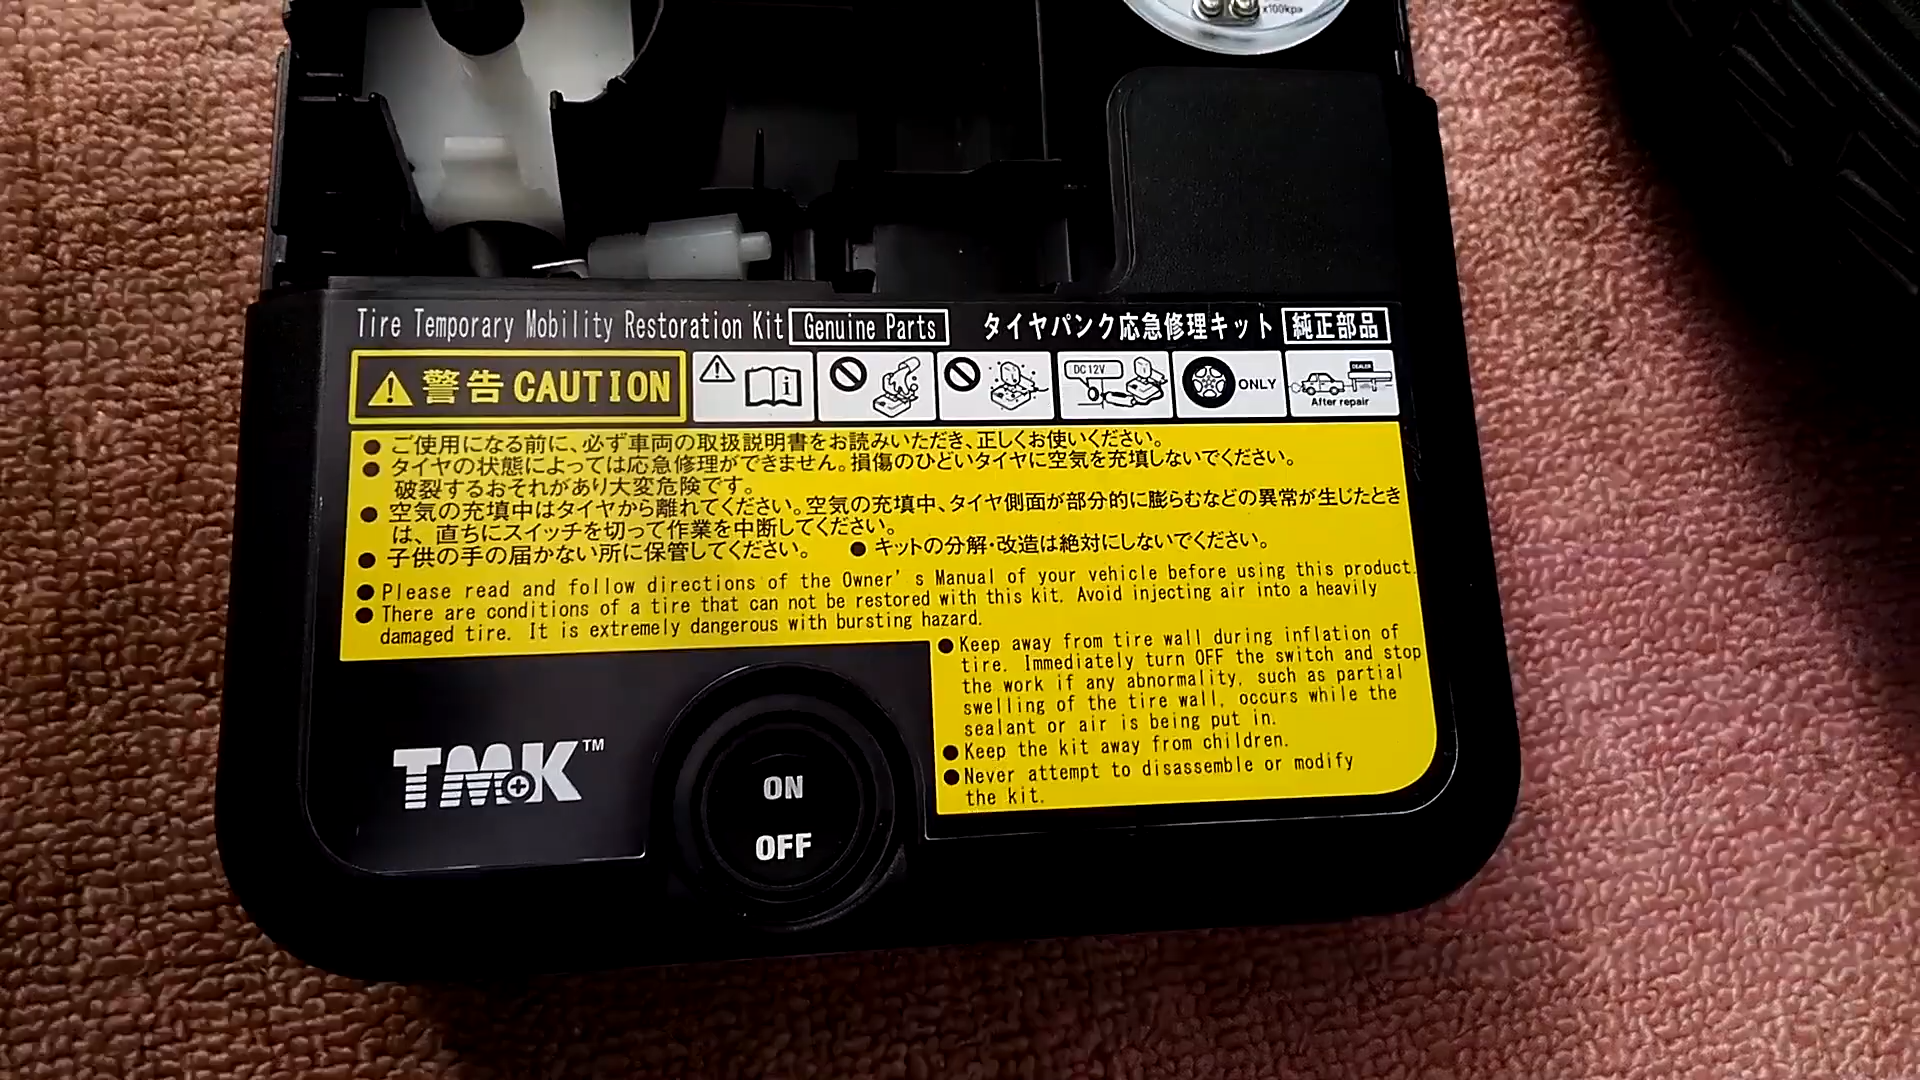 x100kpa
Tire Temporary Mobility Restoration Kit Genuine Parts タイヤパンク応急修理キット 純正部品
警告 CAUTION
i
DC12V
ONLY
DEALER
After repair
● ご使用になる前に、必ず車両の取扱説明書をお読みいただき、正しくお使いください。
● タイヤの状態によっては応急修理ができません。損傷のひどいタイヤに空気を充填しないでください。
破裂するおそれがあり大変危険です。
● 空気の充填中はタイヤから離れてください。空気の充填中、タイヤ側面が部分的に膨らむなどの異常が生じたとき
は、直ちにスイッチを切って作業を中断してください。
● 子供の手の届かない所に保管してください。 ● キットの分解・改造は絶対にしないでください。
● Please read and follow directions of the Owner's Manual of your vehicle before using this product.
● There are conditions of a tire that can not be restored with this kit. Avoid injecting air into a heavily
damaged tire. It is extremely dangerous with bursting hazard.
● Keep away from tire wall during inflation of
tire. Immediately turn OFF the switch and stop
the work if any abnormality, such as partial
swelling of the tire wall, occurs while the
sealant or air is being put in.
● Keep the kit away from children.
● Never attempt to disassemble or modify
the kit.
TMK™
ON
OFF